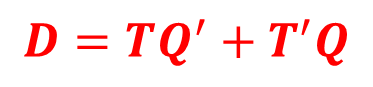 D = TQ′ + T′Q